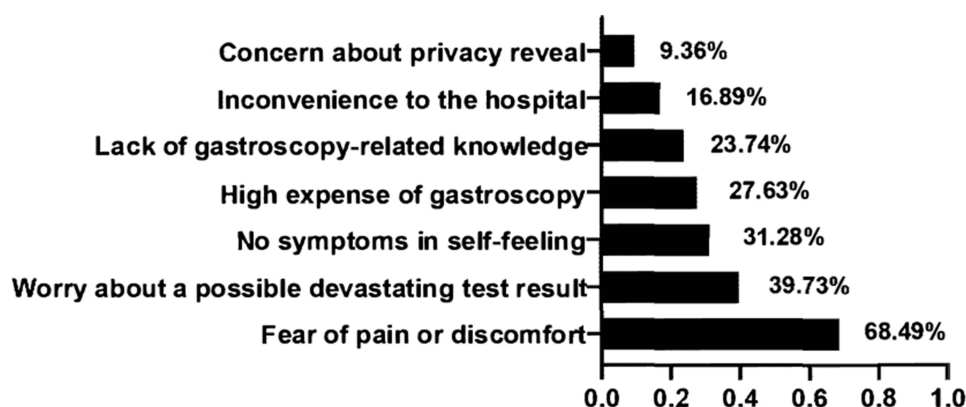 Concern about privacy reveal 9.36%
Inconvenience to the hospital 16.89%
Lack of gastroscopy-related knowledge 23.74%
High expense of gastroscopy 27.63%
No symptoms in self-feeling 31.28%
Worry about a possible devastating test result 39.73%
Fear of pain or discomfort 68.49%
0.0 0.2 0.4 0.6 0.8 1.0